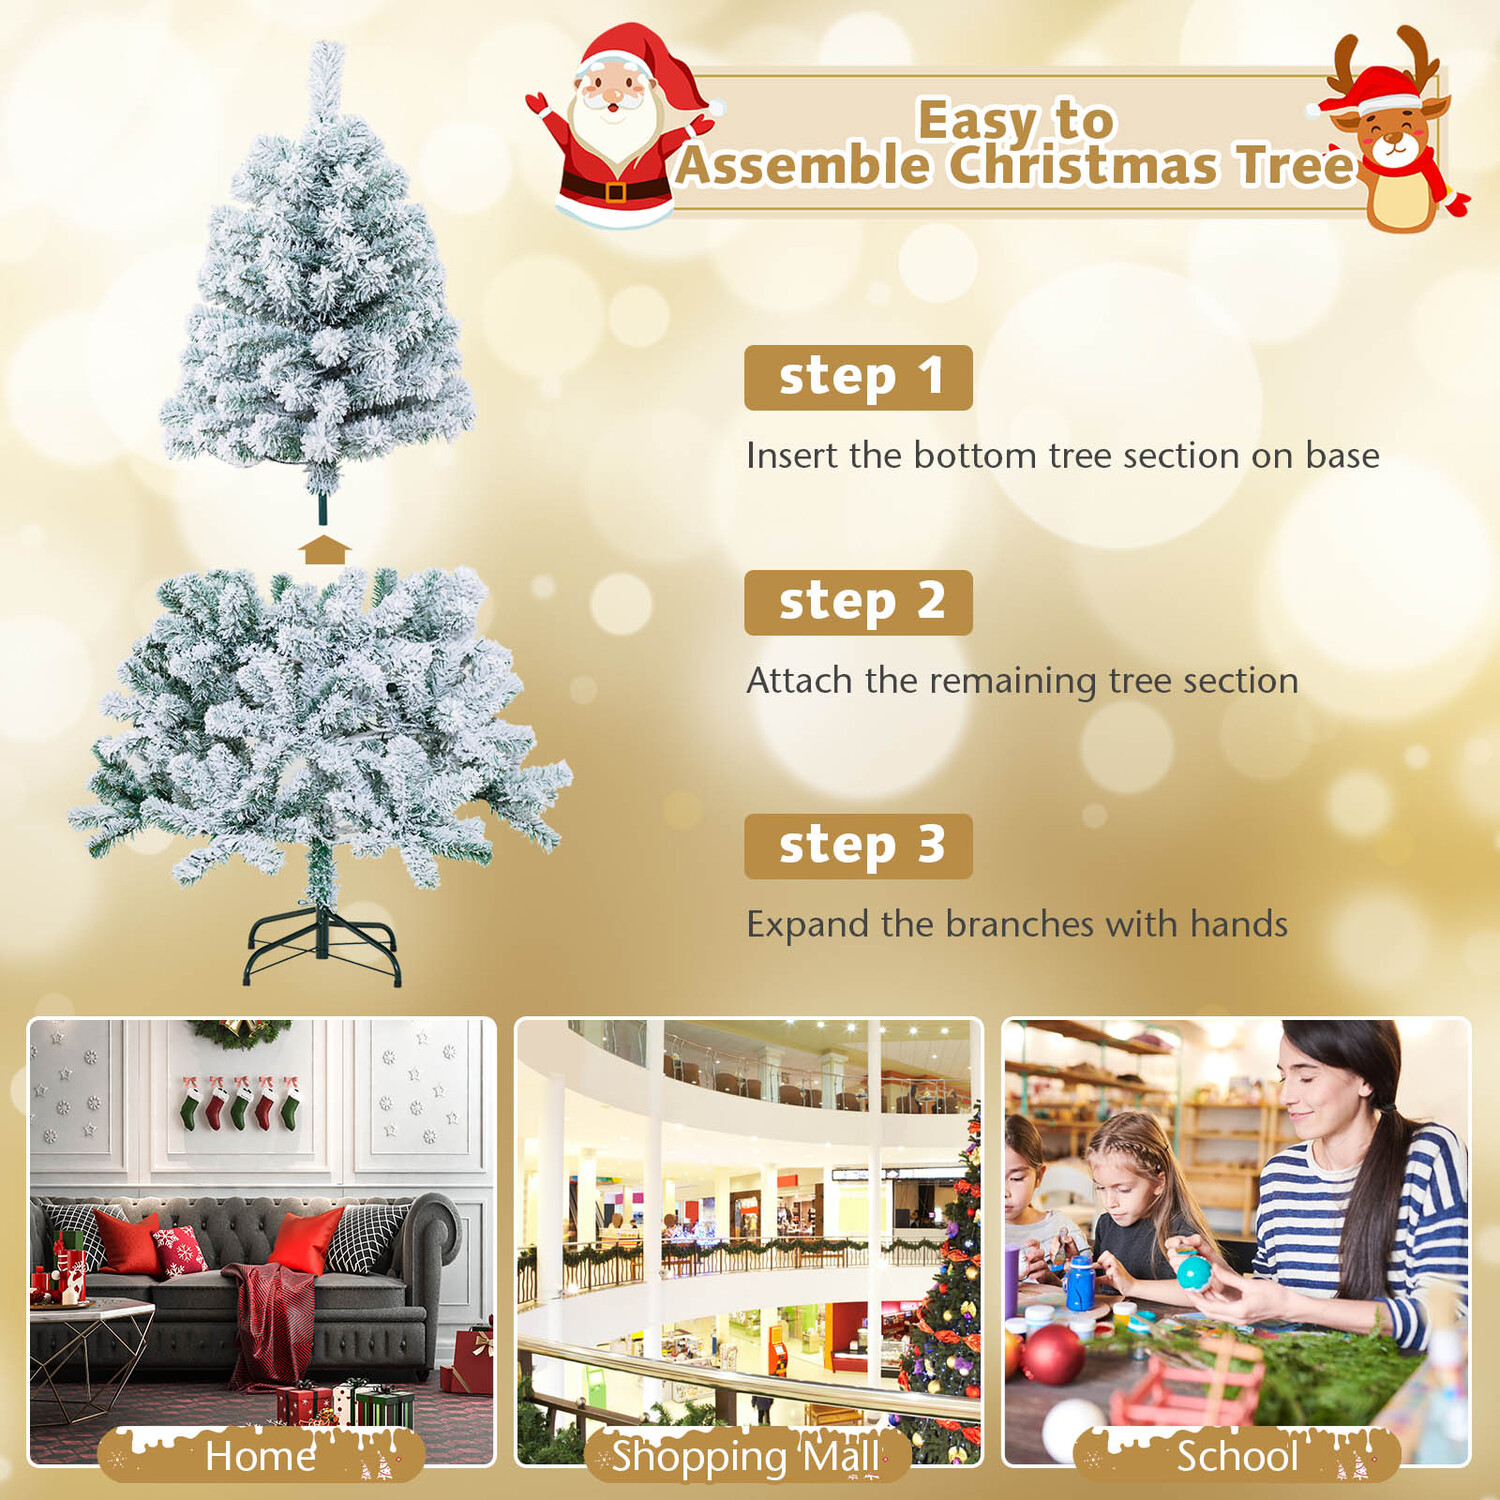 Easy to
Assemble Christmas Tree
step 1
Insert the bottom tree section on base
step 2
Attach the remaining tree section
step 3
Expand the branches with hands
Home
Shopping Mall
School